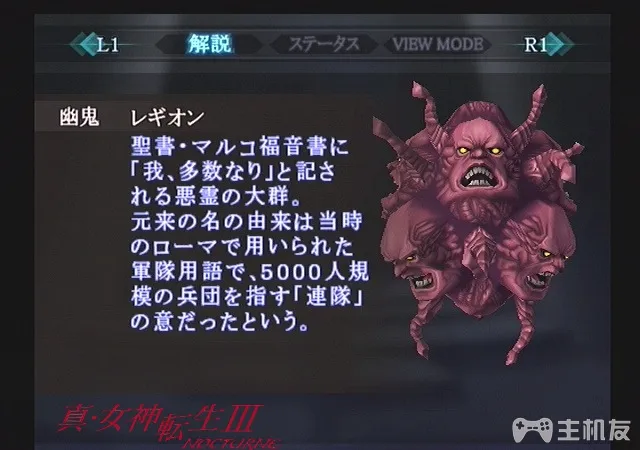 L1 解説 ステータス VIEW MODE R1
幽鬼 レギオン
聖書・マルコ福音書に
「我、多数なり」と記さ
れる悪霊の大群。
元来の名の由来は当時
のローマで用いられた
軍隊用語で、5000人規
模の兵団を指す「連隊」
の意だったという。
真・女神転生III
NOCTURNE
主机友